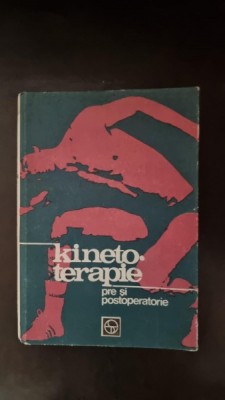 kineto-
terapie
pre și
postoperatorie